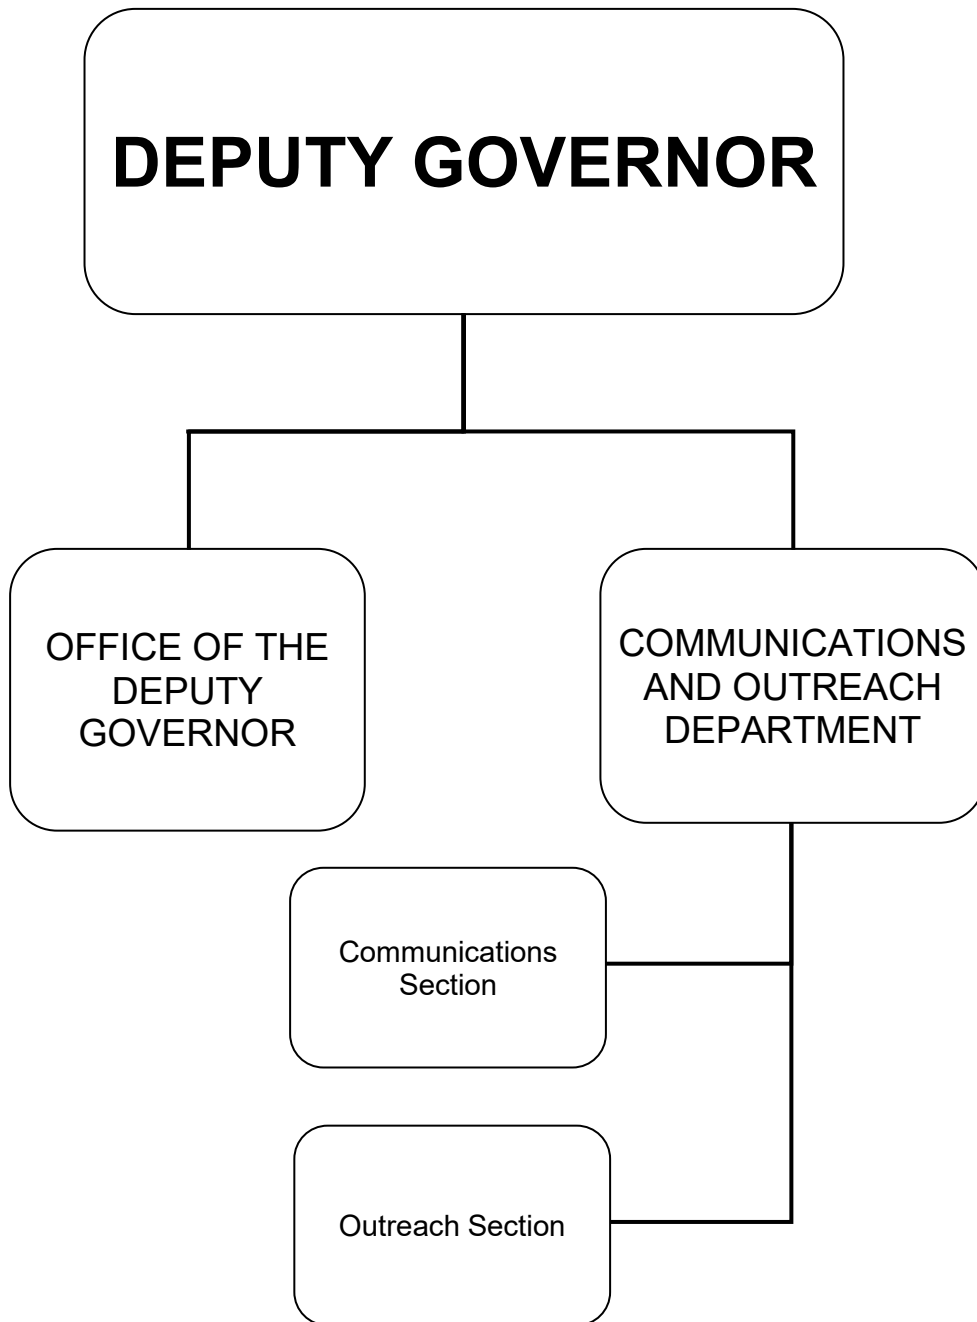 DEPUTY GOVERNOR
OFFICE OF THE
DEPUTY
GOVERNOR
COMMUNICATIONS
AND OUTREACH
DEPARTMENT
Communications
Section
Outreach Section